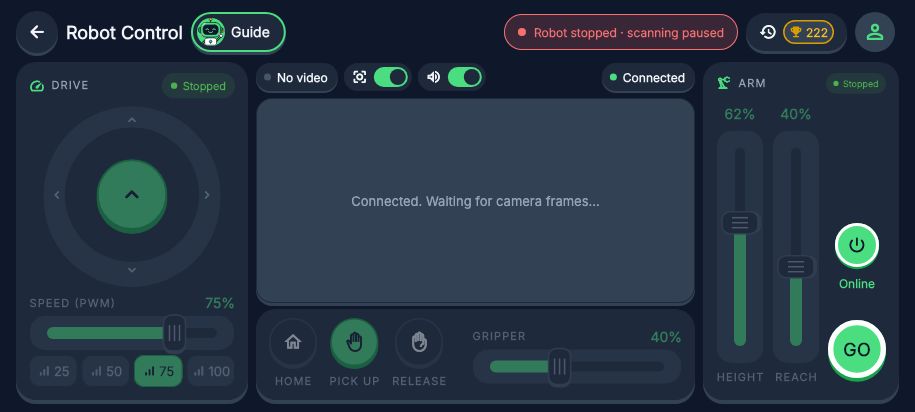 Robot Control
Guide
Robot stopped · scanning paused
222
DRIVE
Stopped
No video
Connected
ARM
Stopped
62%
40%
Connected. Waiting for camera frames...
Online
SPEED (PWM)
75%
25
50
75
100
HOME
PICK UP
RELEASE
GRIPPER
40%
GO
HEIGHT
REACH